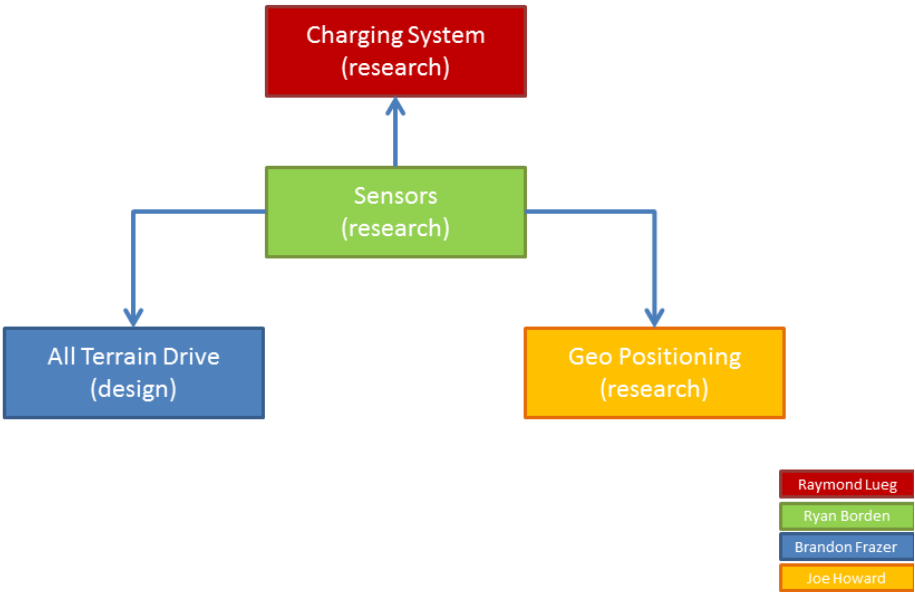 Charging System
(research)
Sensors
(research)
All Terrain Drive
(design)
Geo Positioning
(research)
Raymond Lueg
Ryan Borden
Brandon Frazer
Joe Howard